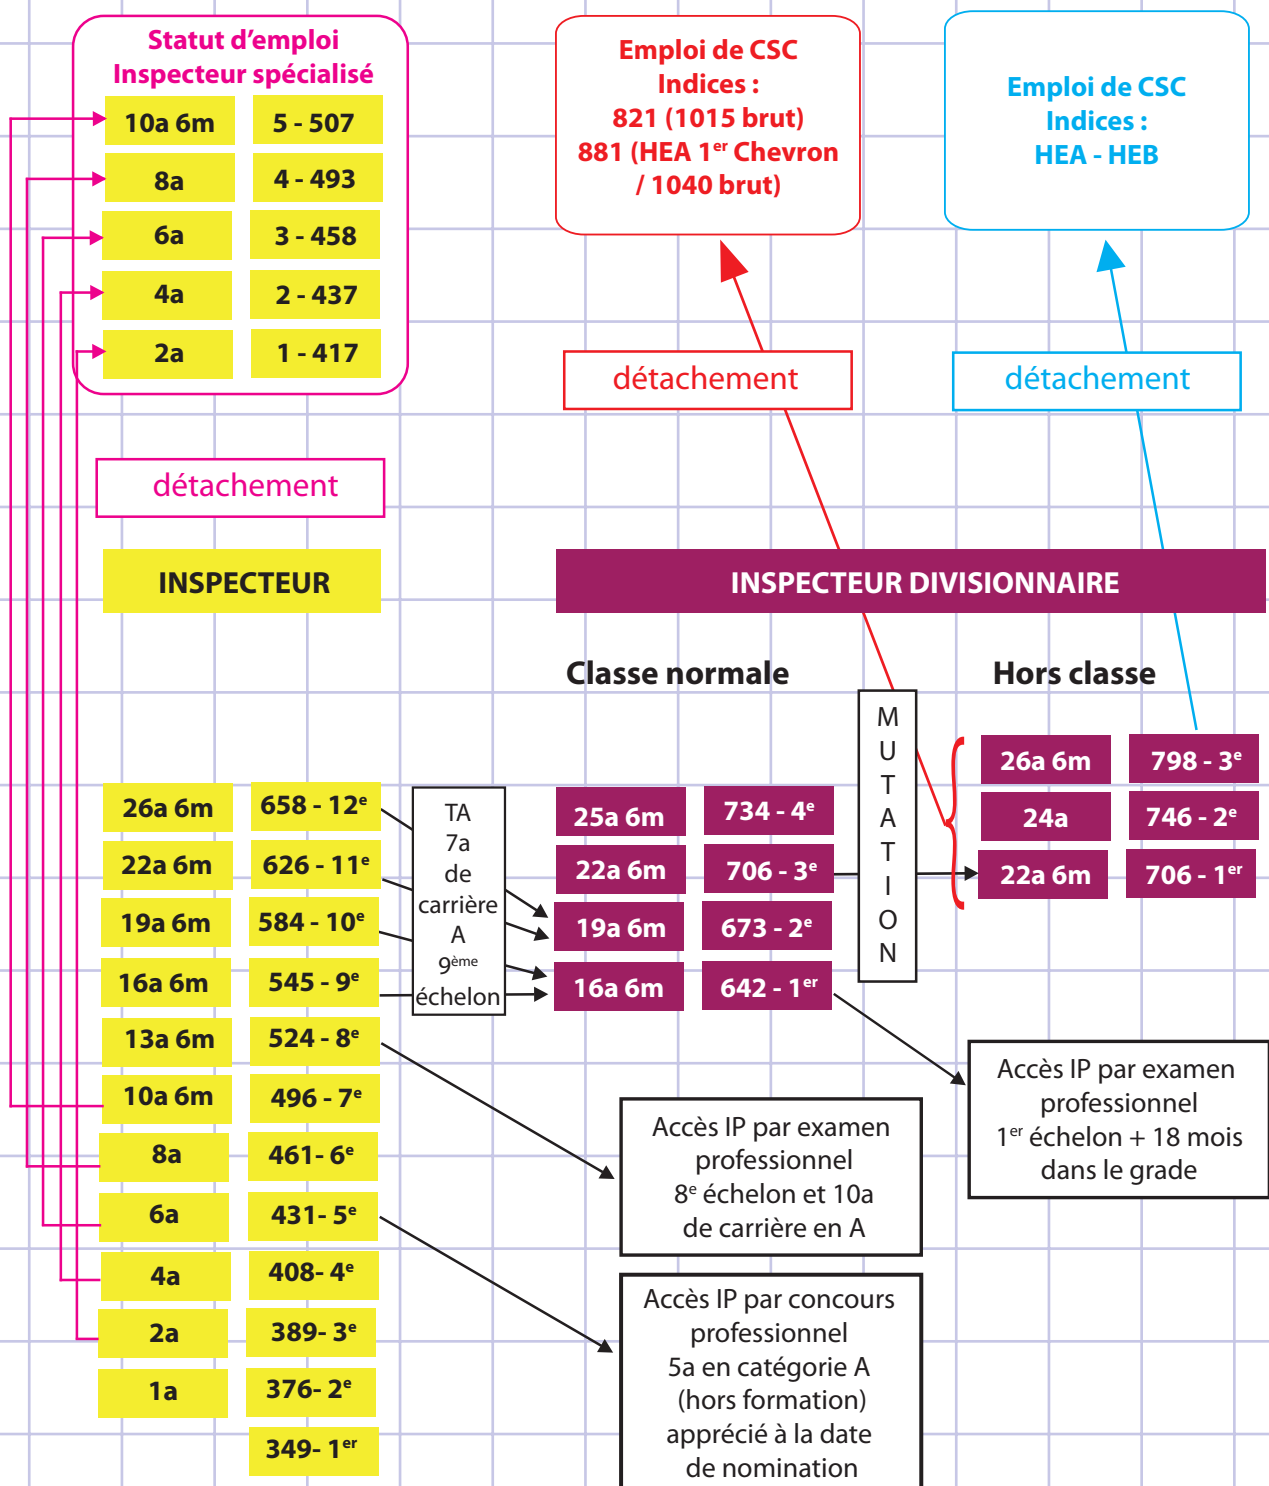 Statut d'emploi
Inspecteur spécialisé
10a 6m 5 - 507
8a 4 - 493
6a 3 - 458
4a 2 - 437
2a 1 - 417
Emploi de CSC
Indices :
821 (1015 brut)
881 (HEA 1er Chevron
/ 1040 brut)
Emploi de CSC
Indices :
HEA - HEB
détachement
détachement
détachement
INSPECTEUR
INSPECTEUR DIVISIONNAIRE
Classe normale
Hors classe
26a 6m 658 - 12e
22a 6m 626 - 11e
19a 6m 584 - 10e
16a 6m 545 - 9e
13a 6m 524 - 8e
10a 6m 496 - 7e
8a 461- 6e
6a 431- 5e
4a 408- 4e
2a 389- 3e
1a 376- 2e
349- 1er
TA
7a
de
carrière
A
9ème
échelon
25a 6m 734 - 4e
22a 6m 706 - 3e
19a 6m 673 - 2e
16a 6m 642 - 1er
MUTATION
26a 6m 798 - 3e
24a 746 - 2e
22a 6m 706 - 1er
Accès IP par examen
professionnel
1er échelon + 18 mois
dans le grade
Accès IP par examen
professionnel
8e échelon et 10a
de carrière en A
Accès IP par concours
professionnel
5a en catégorie A
(hors formation)
apprécié à la date
de nomination